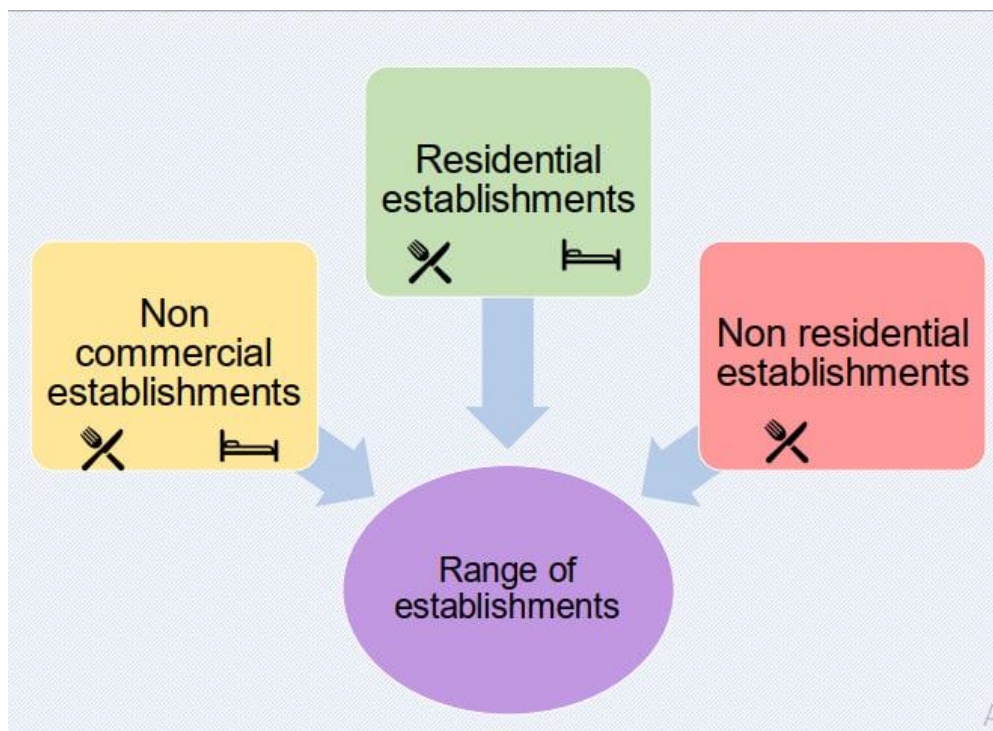 Residential
establishments
Non
commercial
establishments
Non residential
establishments
Range of
establishments